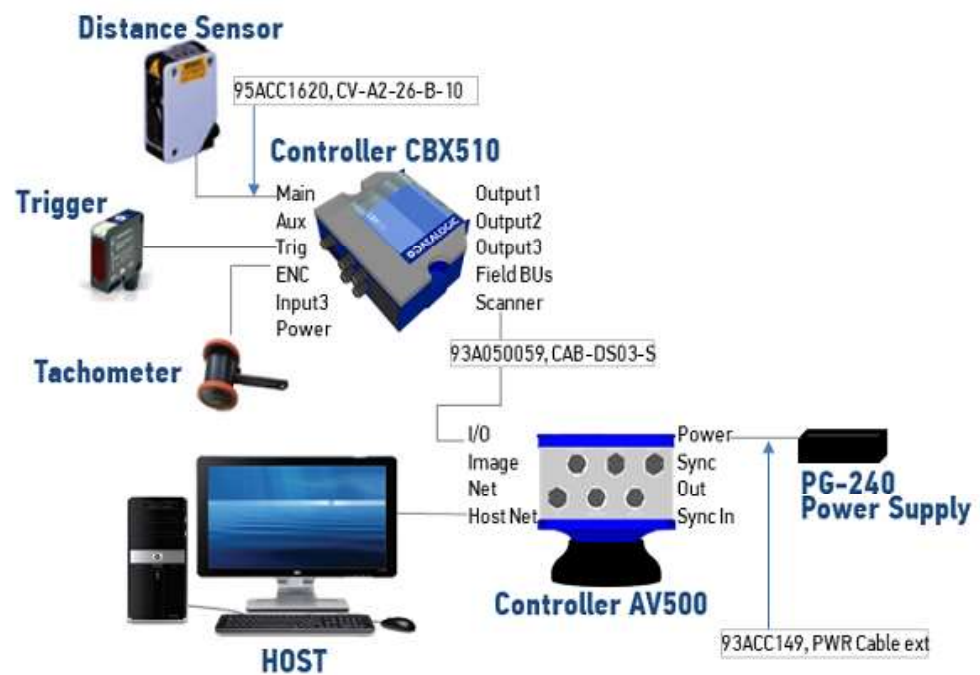 Distance Sensor
95ACC1620, CV-A2-26-B-10
Controller CBX510
Trigger
Main
Aux
Trig
ENC
Input3
Power
DATALOGIC
Output1
Output2
Output3
Field BUs
Scanner
93A050059, CAB-DS03-S
Tachometer
I/O
Image
Net
Host Net
Power
Sync
Out
Sync In
PG-240
Power Supply
Controller AV500
93ACC149, PWR Cable ext
HOST